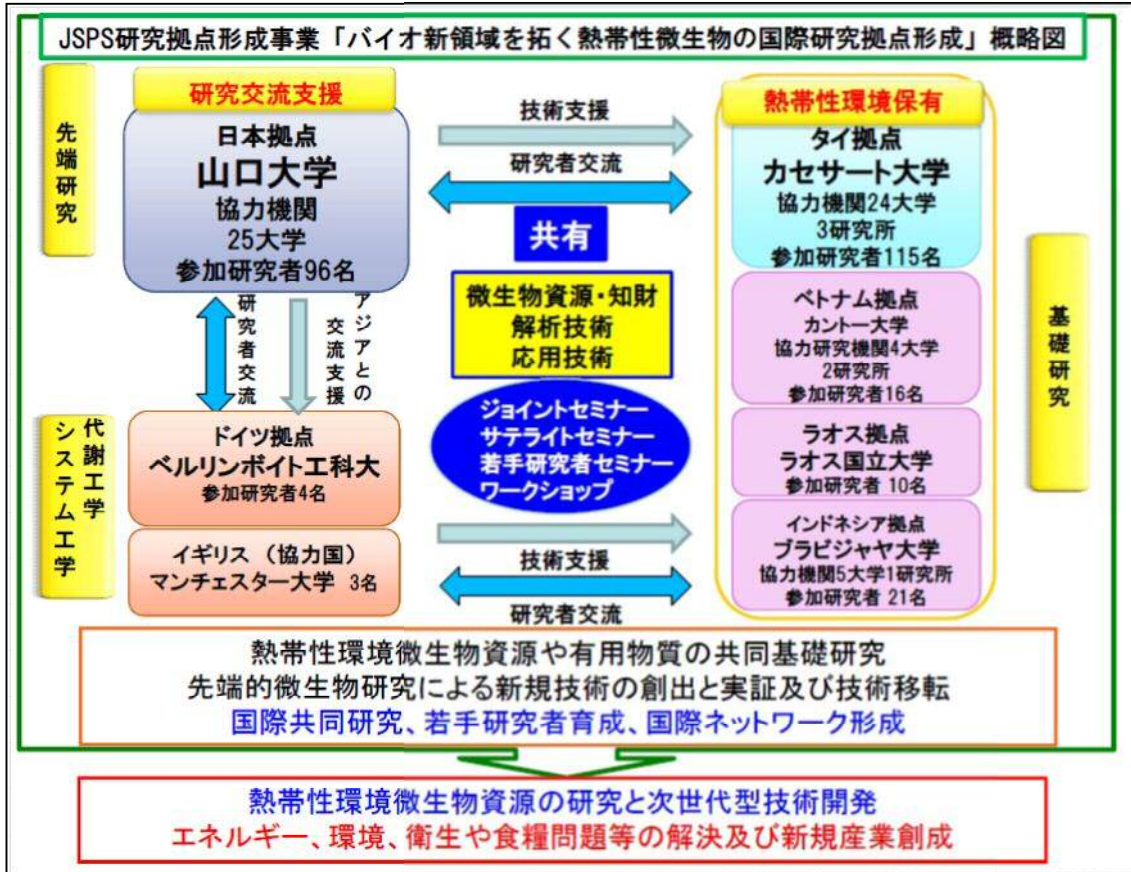 JSPS研究拠点形成事業「バイオ新領域を拓く熱帯性微生物の国際研究拠点形成」概略図
先端研究
研究交流支援
日本拠点
山口大学
協力機関
25大学
参加研究者96名
技術支援
研究者交流
共有
微生物資源・知財
解析技術
応用技術
ジョイントセミナー
サテライトセミナー
若手研究者セミナー
ワークショップ
熱帯性環境保有
タイ拠点
カセサート大学
協力機関24大学
3研究所
参加研究者115名
ベトナム拠点
カントー大学
協力研究機関4大学
2研究所
参加研究者16名
ラオス拠点
ラオス国立大学
参加研究者 10名
インドネシア拠点
ブラビジャヤ大学
協力機関5大学1研究所
参加研究者 21名
基礎研究
研究者交流
アジアとの
交流支援
代謝工学
システム工学
ドイツ拠点
ベルリンボイト工科大
参加研究者4名
イギリス (協力国)
マンチェスター大学 3名
技術支援
研究者交流
熱帯性環境微生物資源や有用物質の共同基礎研究
先端的微生物研究による新規技術の創出と実証及び技術移転
国際共同研究、若手研究者育成、国際ネットワーク形成
熱帯性環境微生物資源の研究と次世代型技術開発
エネルギー、環境、衛生や食糧問題等の解決及び新規産業創成